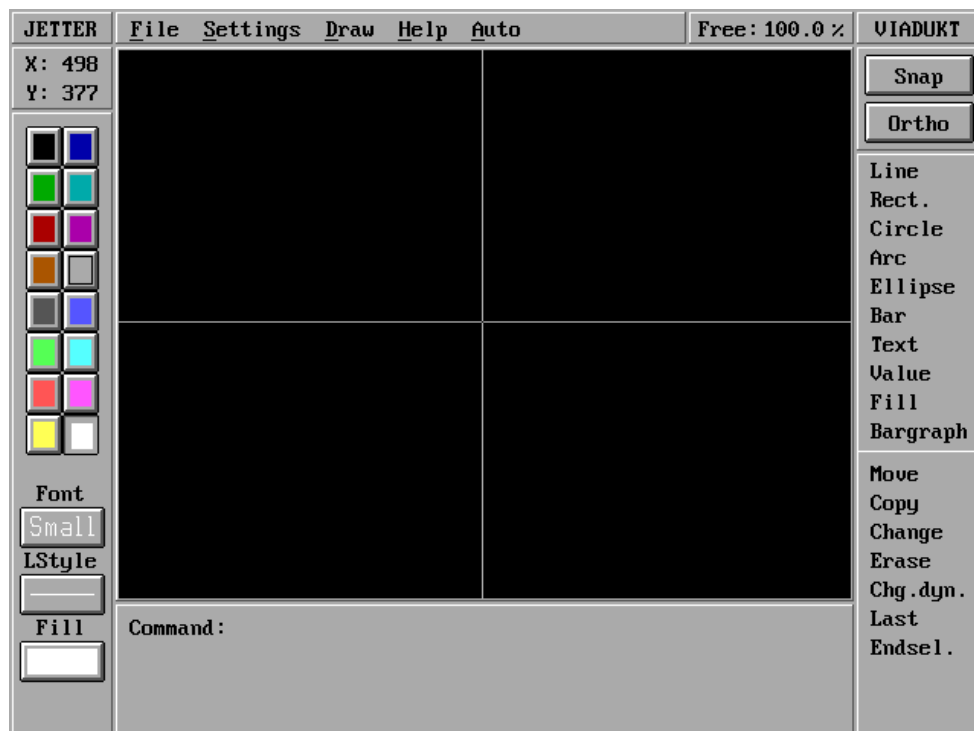 JETTER File Settings Draw Help Auto Free: 100.0 % VIADUKT
X: 498
Y: 377
Snap
Ortho
Line
Rect.
Circle
Arc
Ellipse
Bar
Text
Value
Fill
Bargraph
Move
Copy
Change
Erase
Chg.dyn.
Last
Endsel.
Font
Small
LStyle
Fill
Command: